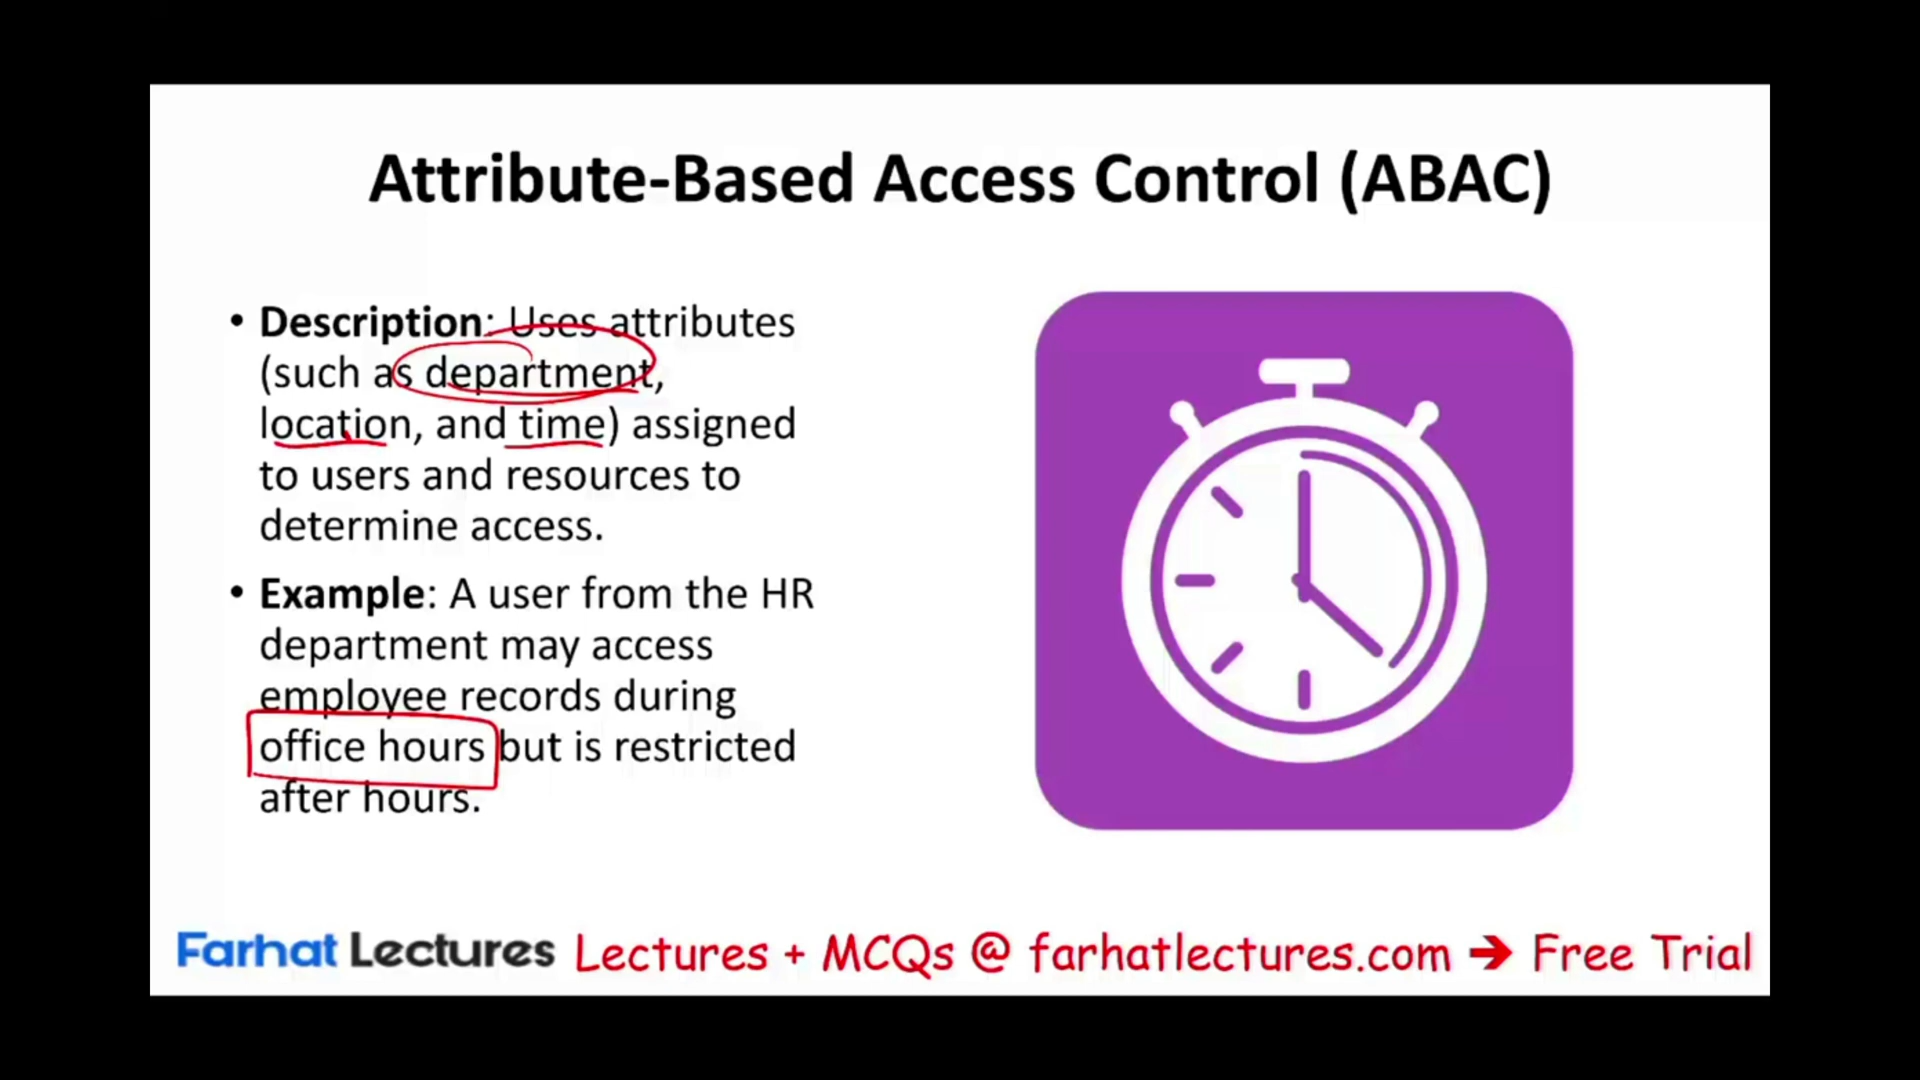 Attribute-Based Access Control (ABAC)
• Description: Uses attributes
(such as department,
location, and time) assigned
to users and resources to
determine access.
• Example: A user from the HR
department may access
employee records during
office hours but is restricted
after hours.
Farhat Lectures Lectures + MCQs @ farhatlectures.com ➔ Free Trial